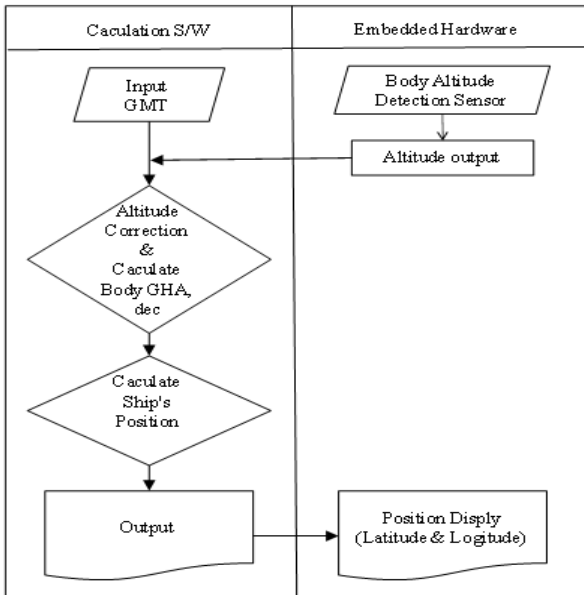 Caculation S/W
Embedded Hardware
Input
GMT
Body Altitude
Detection Sensor
Altitude output
Altitude
Correction
&
Caculate
Body GHA,
dec
Caculate
Ship's
Position
Output
Position Disply
(Latitude & Logitude)